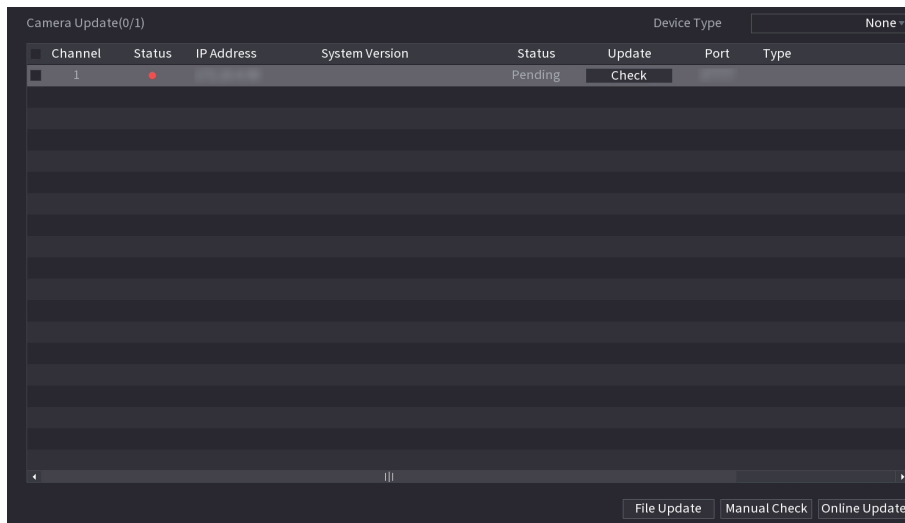 Camera Update(0/1) Device Type None
Channel Status IP Address System Version Status Update Port Type
1 Pending Check
File Update Manual Check Online Update